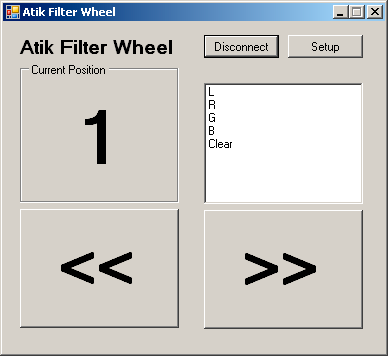 Atik Filter Wheel
Atik Filter Wheel
Disconnect
Setup
Current Position
1
L
R
G
B
Clear
<<
>>